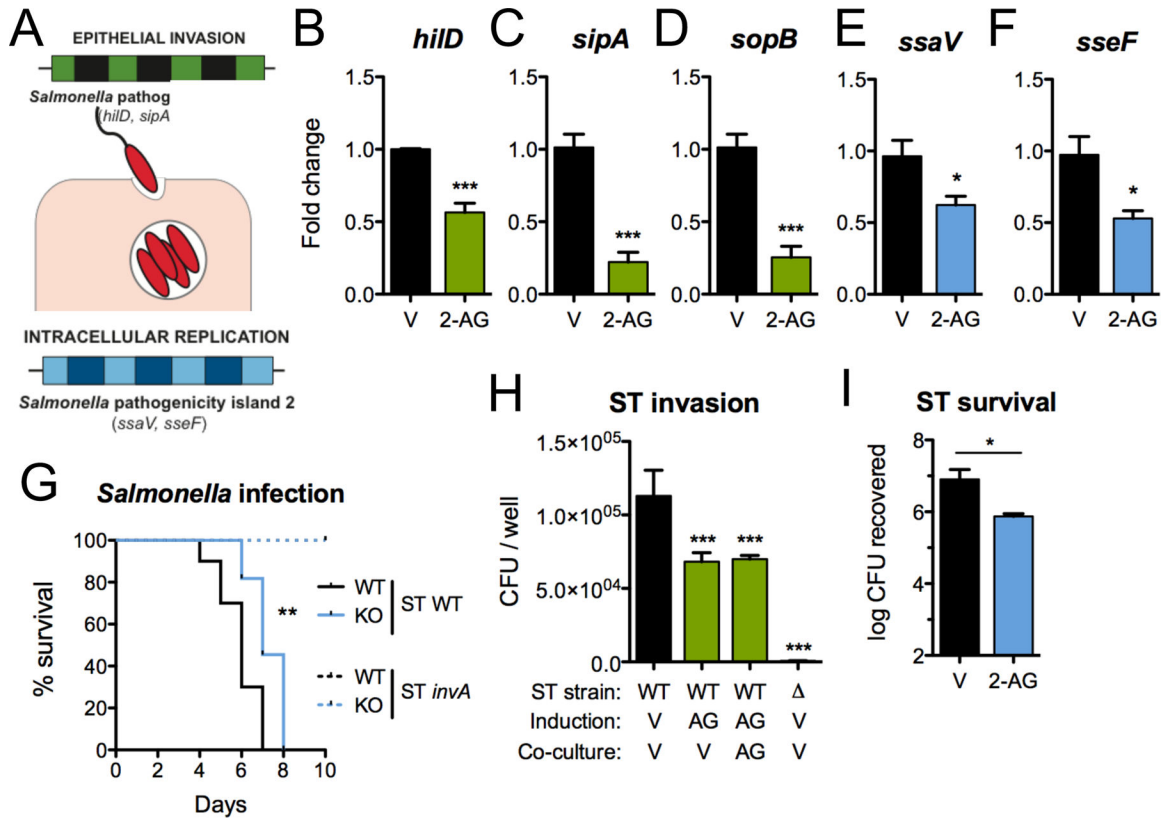 A
EPITHELIAL INVASION
Salmonella pathog
(hilD, sipA
INTRACELLULAR REPLICATION
Salmonella pathogenicity island 2
(ssaV, sseF)
B
hilD
Fold change
1.5
1.0
0.5
0.0
***
V 2-AG
C
sipA
1.5
1.0
0.5
0.0
***
V 2-AG
D
sopB
1.5
1.0
0.5
0.0
***
V 2-AG
E
ssaV
1.5
1.0
0.5
0.0
*
V 2-AG
F
sseF
1.5
1.0
0.5
0.0
*
V 2-AG
G
Salmonella infection
% survival
100
80
60
40
20
0
0 2 4 6 8 10
Days
**
WT
KO
ST WT
WT
KO
ST invA
H
ST invasion
CFU / well
1.5×10⁰⁵
1.0×10⁰⁵
5.0×10⁰⁴
0.0
*** *** ***
ST strain: WT WT WT Δ
Induction: V AG AG V
Co-culture: V V AG V
I
ST survival
log CFU recovered
8
6
4
2
*
V 2-AG